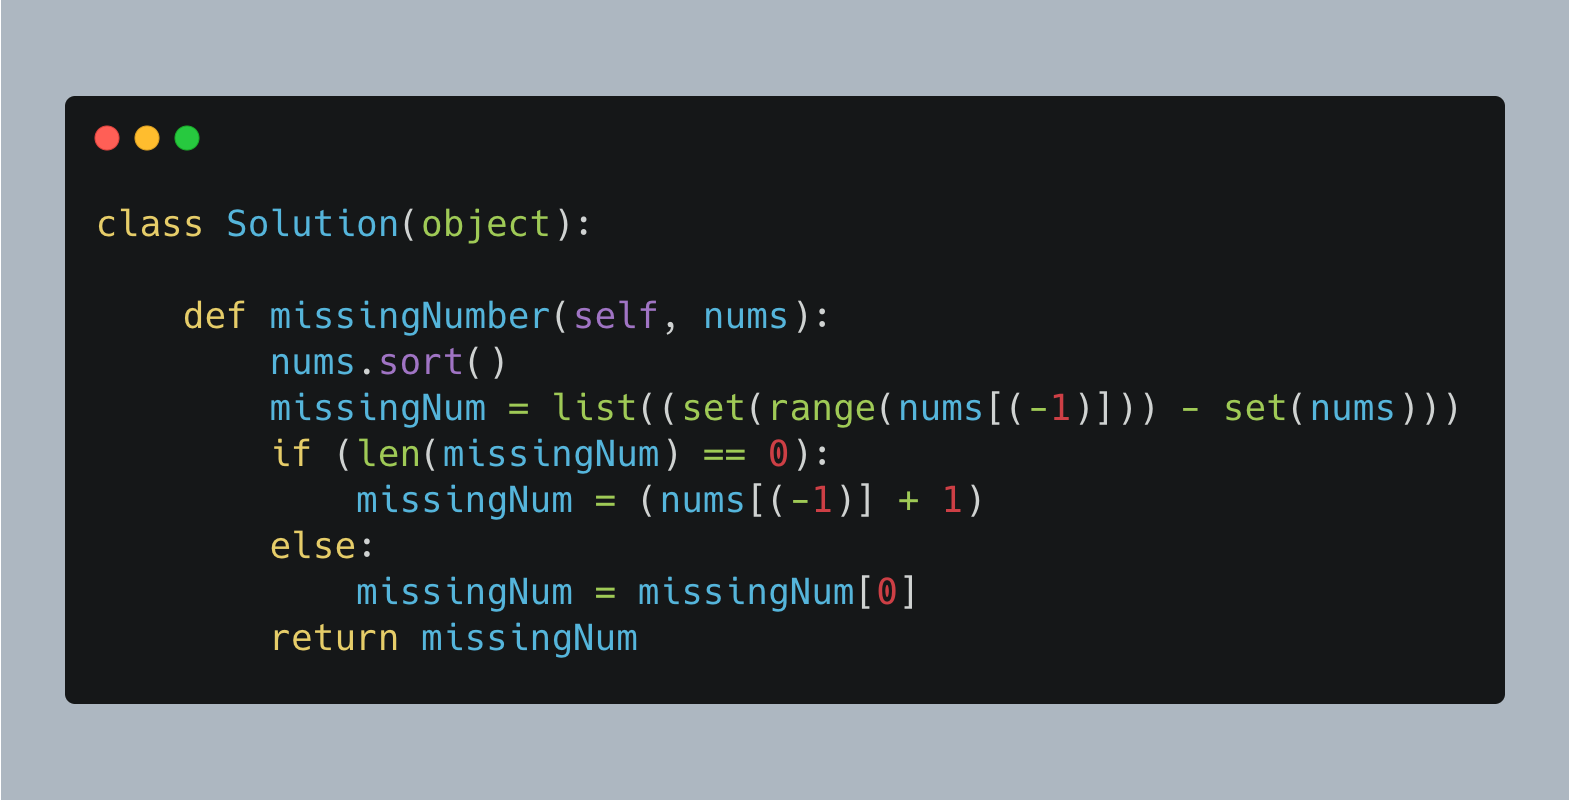 class Solution(object):
    def missingNumber(self, nums):
        nums.sort()
        missingNum = list((set(range(nums[(-1)])) - set(nums)))
        if (len(missingNum) == 0):
            missingNum = (nums[(-1)] + 1)
        else:
            missingNum = missingNum[0]
        return missingNum